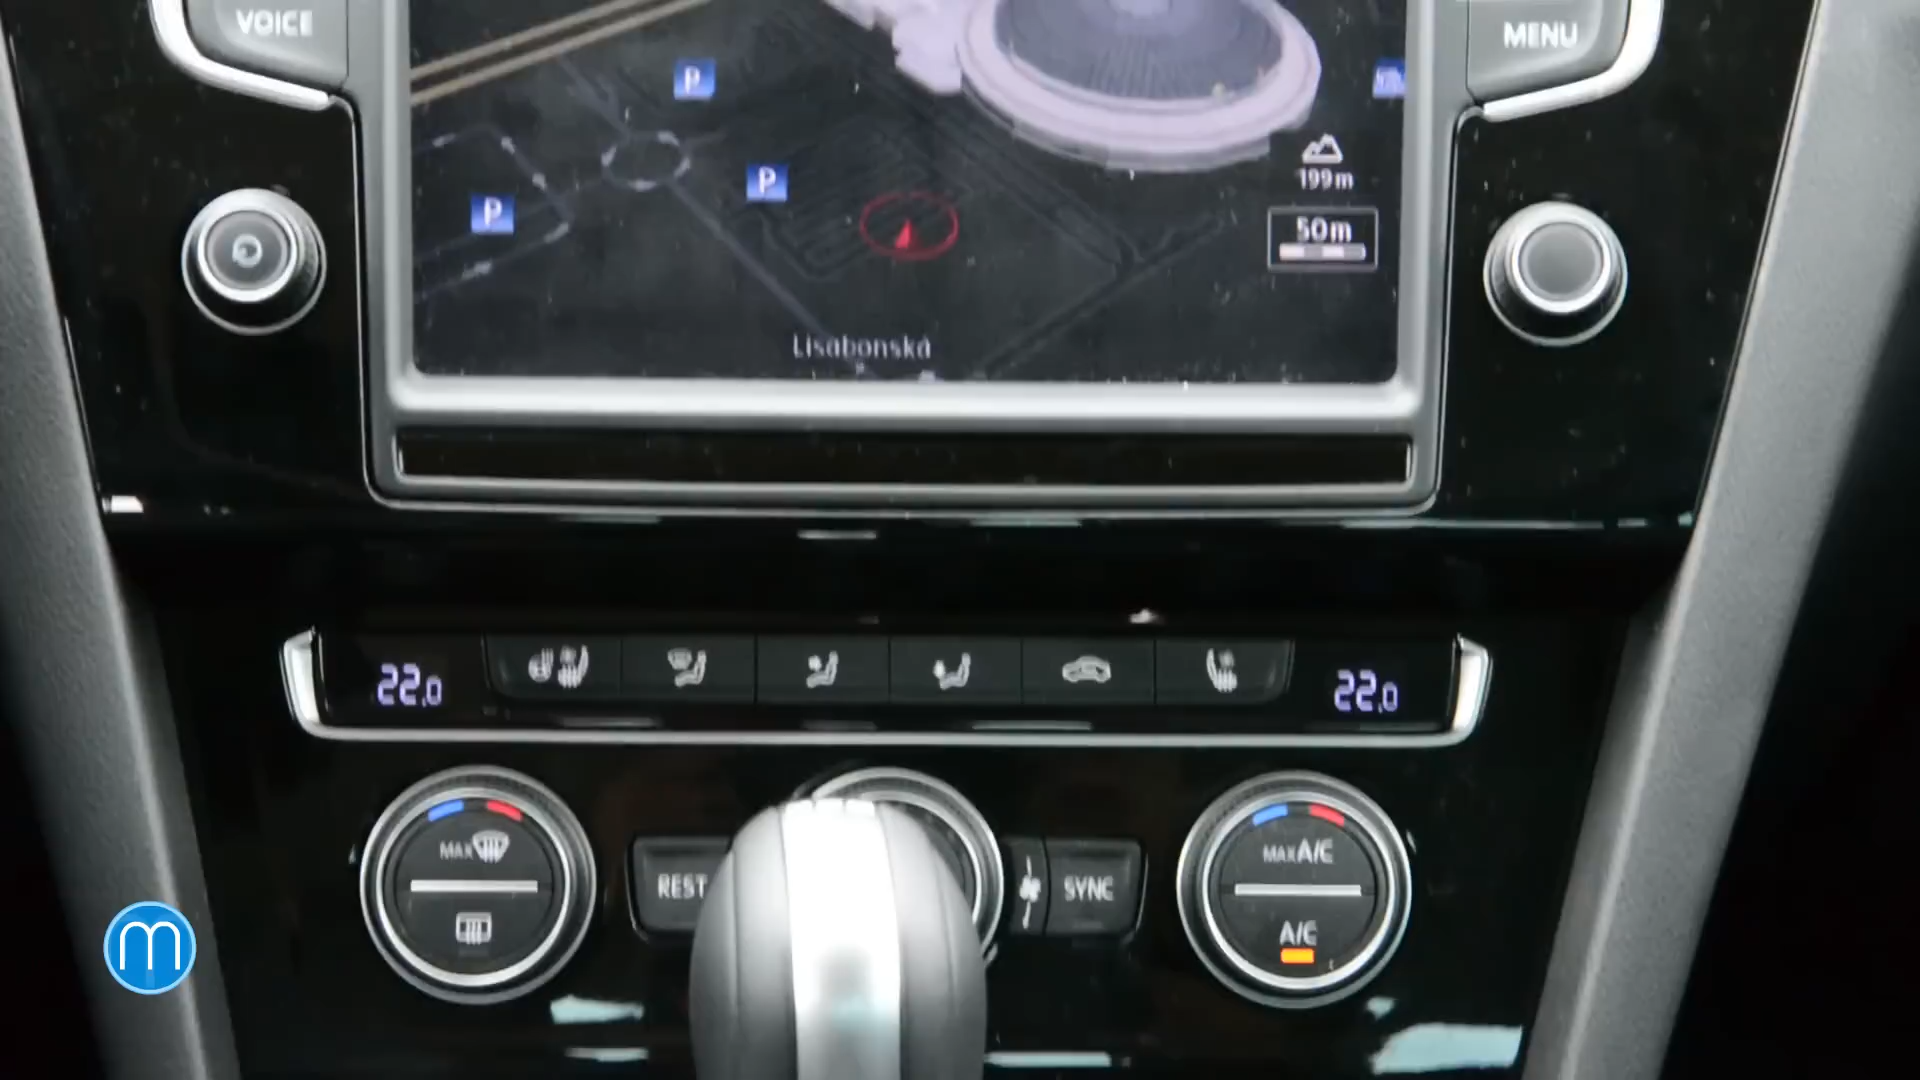 VOICE
MENU
P
P
P
P
199m
50m
Lisabonská
22.0
22.0
MAX
REST
SYNC
MAX A/C
A/C
m